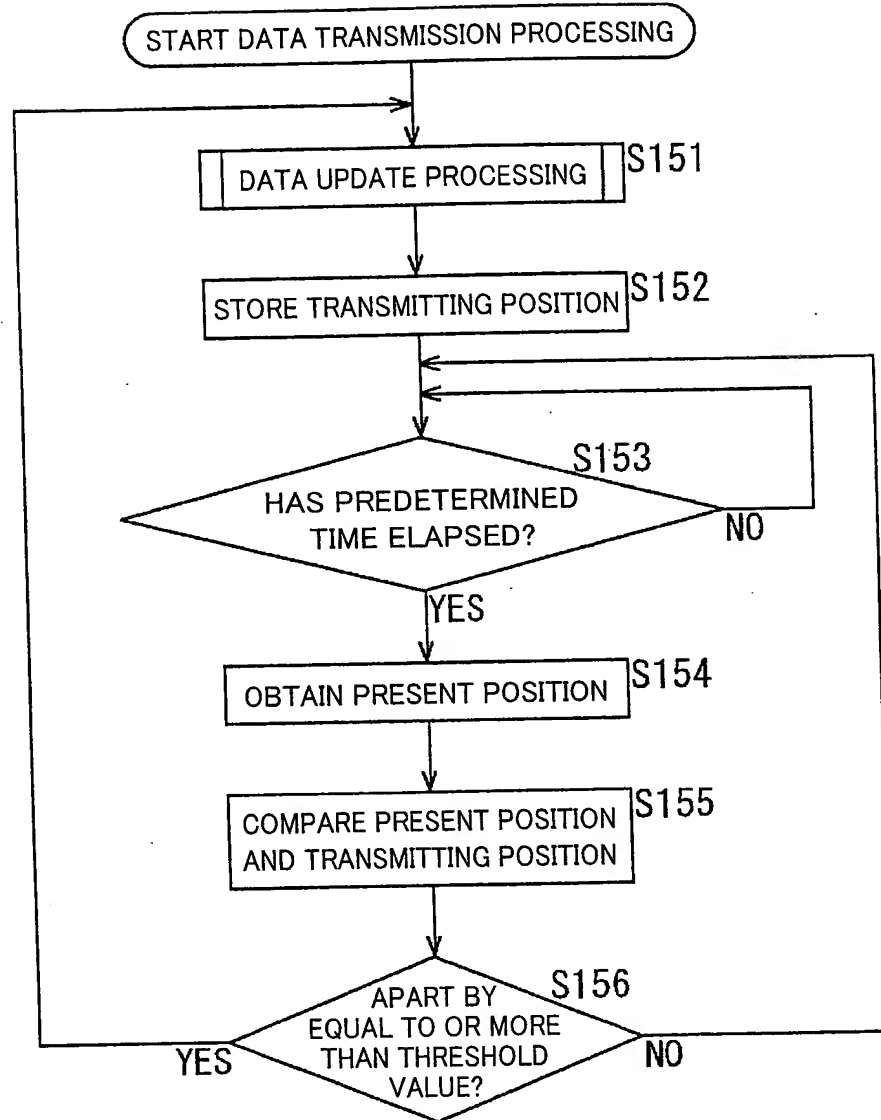 START DATA TRANSMISSION PROCESSING
DATA UPDATE PROCESSING
S151
STORE TRANSMITTING POSITION
S152
S153
HAS PREDETERMINED
TIME ELAPSED?
NO
YES
OBTAIN PRESENT POSITION
S154
COMPARE PRESENT POSITION
AND TRANSMITTING POSITION
S155
S156
APART BY
EQUAL TO OR MORE
THAN THRESHOLD
VALUE?
YES
NO